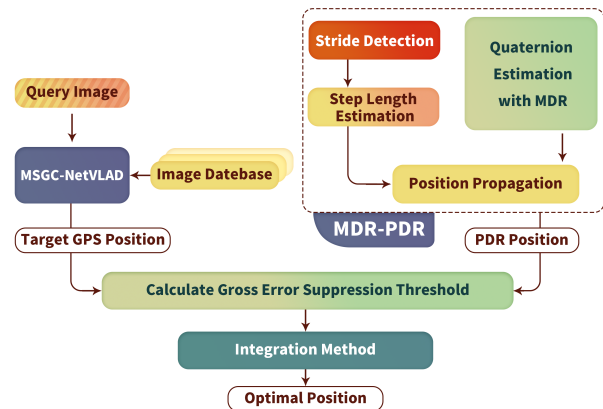 Stride Detection
Quaternion
Estimation
with MDR
Query Image
Step Length
Estimation
MSGC-NetVLAD
Image Datebase
Position Propagation
MDR-PDR
Target GPS Position
PDR Position
Calculate Gross Error Suppression Threshold
Integration Method
Optimal Position